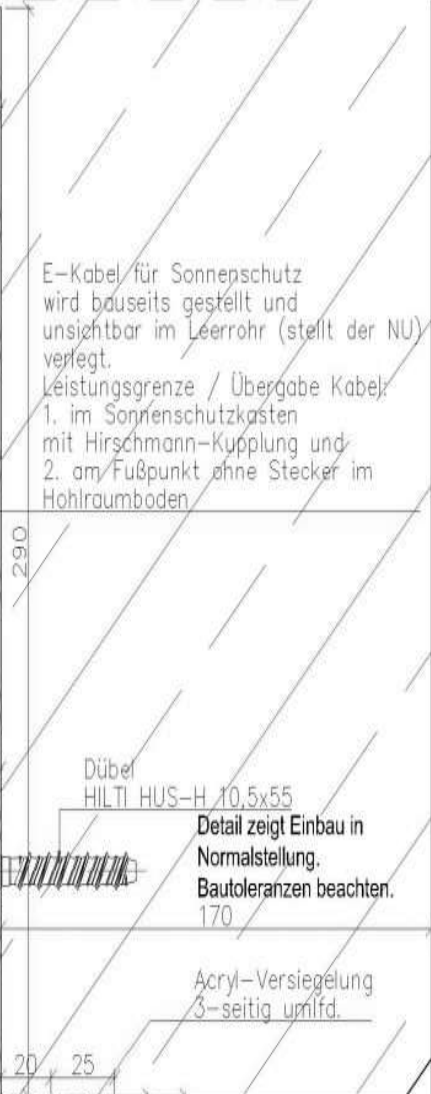 E-Kabel für Sonnenschutz
wird bauseits gestellt und
unsichtbar im Leerrohr (stellt der NU)
verlegt.
Leistungsgrenze / Übergabe Kabel:
1. im Sonnenschutzkasten
mit Hirschmann-Kupplung und
2. am Fußpunkt ohne Stecker im
Hohlraumboden
290
Dübel
HILTI HUS-H 10,5x55
Detail zeigt Einbau in
Normalstellung.
Bautoleranzen beachten.
170
Acryl-Versiegelung
3-seitig umlfd.
20 25